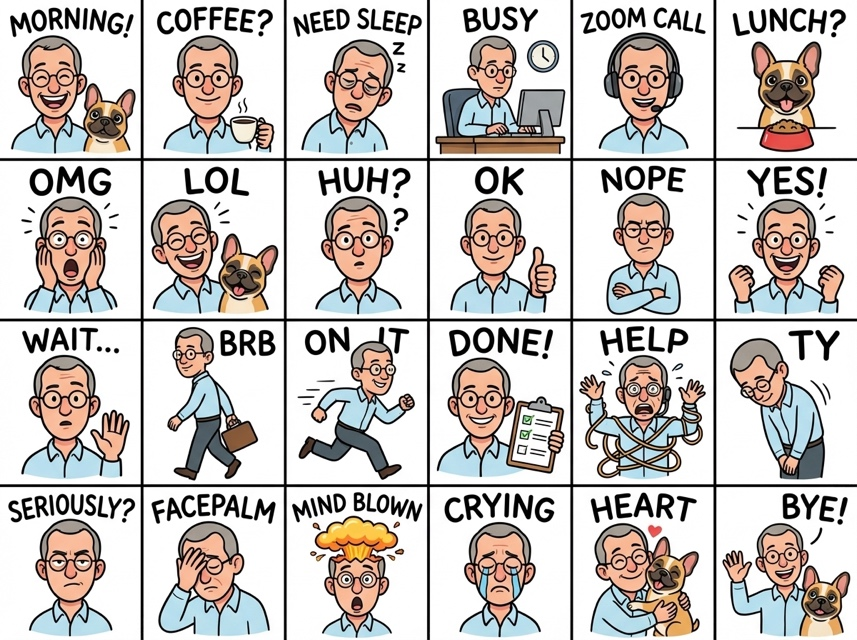 MORNING!
COFFEE?
NEED SLEEP
Z
Z
BUSY
ZOOM CALL
LUNCH?
OMG
LOL
HUH?
?
OK
NOPE
YES!
WAIT...
BRB
ON IT
DONE!
HELP
TY
SERIOUSLY?
FACEPALM
MIND BLOWN
CRYING
HEART
BYE!